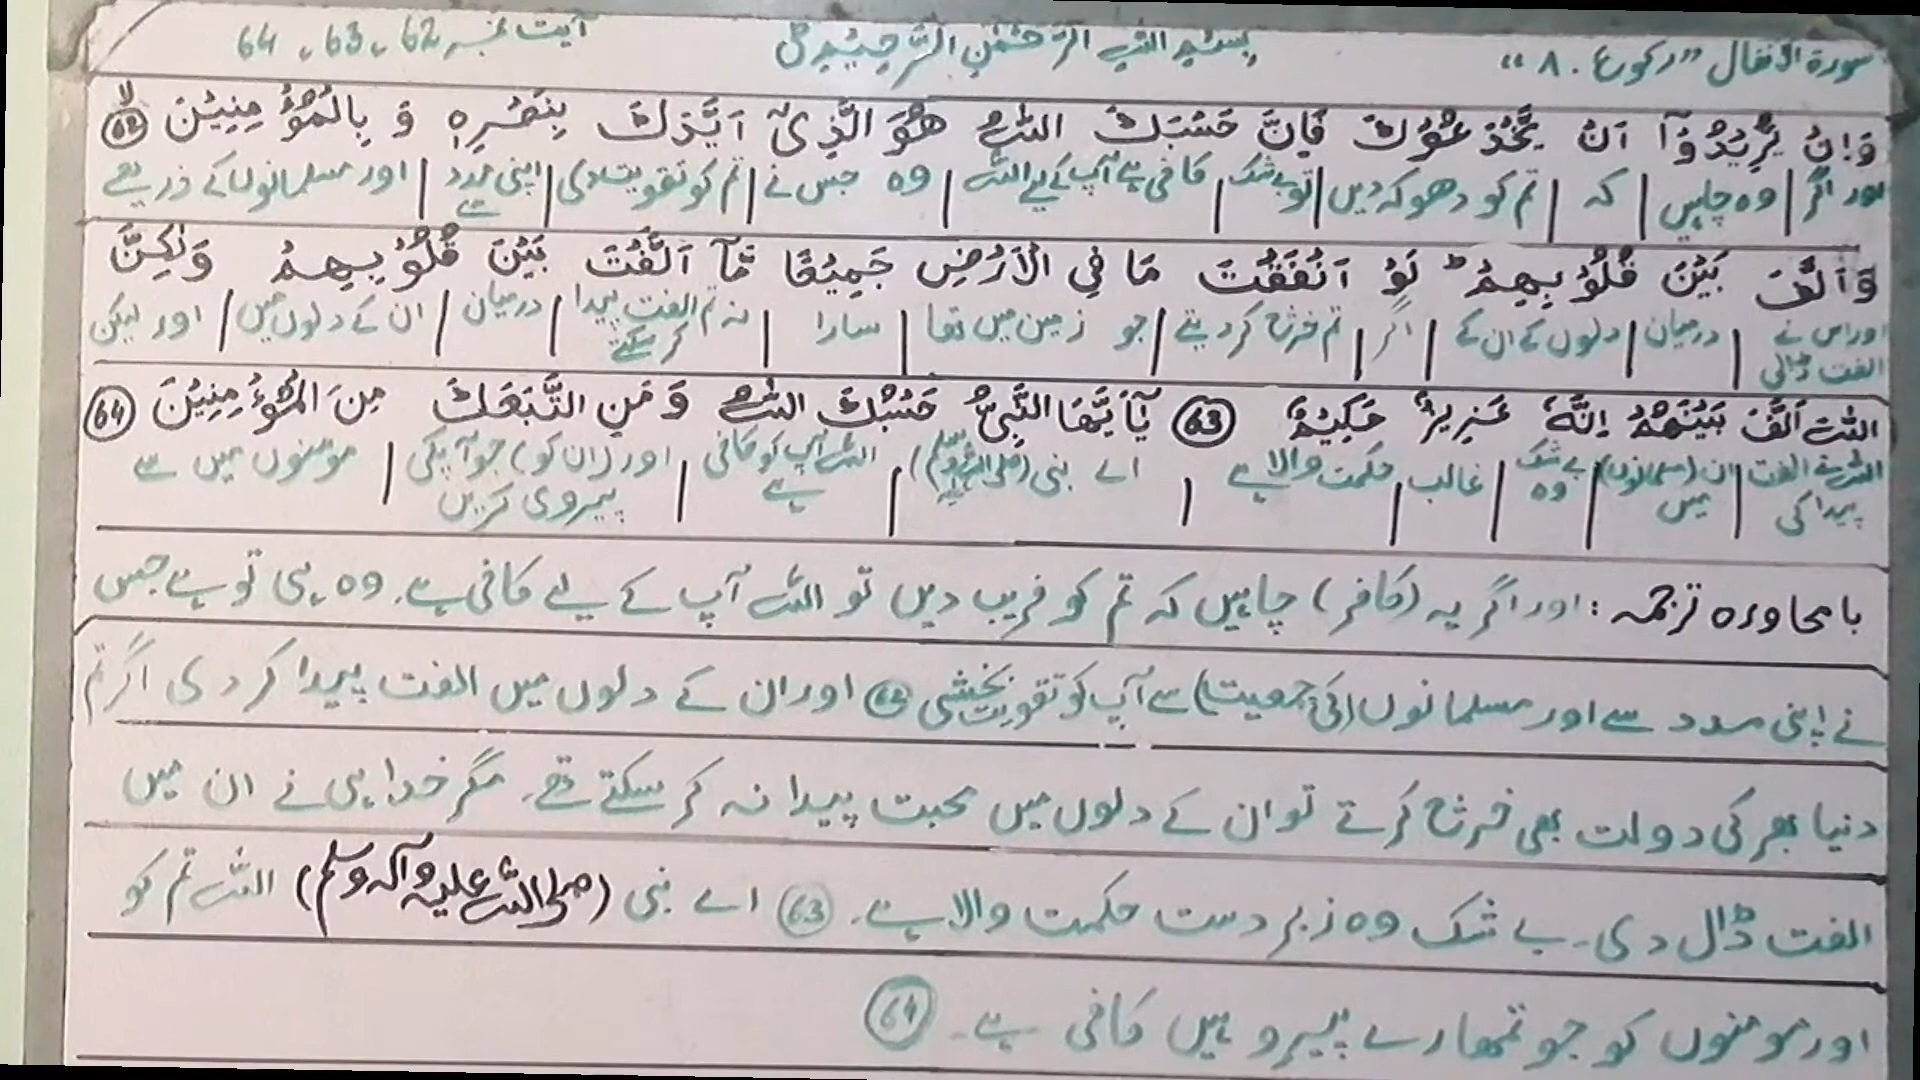 سورۃ الانفال ”رکوع . ۸“ بسم اللہ الرحمٰن الرحیم آیت نمبر 62، 63، 64
وَاِنْ يُّرِيْدُوْۤا اَنْ يَّخْدَعُوْكَ فَاِنَّ حَسْبَكَ اللّٰهُ هُوَ الَّذِىْۤ اَيَّدَكَ بِنَصْرِهٖ وَ بِالْمُؤْمِنِيْنَ 62
اور اگر | وہ چاہیں | کہ | تم کو دھوکہ دیں | تو بے شک | کافی ہے آپ کے لیے اللہ | وہ جس نے | تم کو تقویت دی | اپنی مدد سے | اور مسلمانوں کے ذریعے
وَاَلَّفَ بَيْنَ قُلُوْبِهِمْ ؕ لَوْ اَنْفَقْتَ مَا فِي الْاَرْضِ جَمِيْعًا مَّاۤ اَلَّفْتَ بَيْنَ قُلُوْبِهِمْ وَلٰكِنَّ
اور اس نے الفت ڈالی | درمیان | دلوں کے ان کے | اگر | تم خرچ کر دیتے | جو زمین میں تھا | سارا | نہ تم الفت پیدا کر سکتے | درمیان | ان کے دلوں میں | اور لیکن
اللّٰهَ اَلَّفَ بَيْنَهُمْ اِنَّهٗ عَزِيْزٌ حَكِيْمٌ 63 يٰۤاَيُّهَا النَّبِىُّ حَسْبُكَ اللّٰهُ وَ مَنِ اتَّبَعَكَ مِنَ الْمُؤْمِنِيْنَ 64
اللہ نے الفت پیدا کی | ان (مسلمانوں) میں | بے شک وہ | غالب | حکمت والا ہے | اے نبی (صلی اللہ علیہ وسلم) | اللہ آپ کو کافی ہے | اور (ان کو) جو آپ کی پیروی کریں | مؤمنوں میں سے
با محاورہ ترجمہ : اور اگر یہ (کافر) چاہیں کہ تم کو فریب دیں تو اللہ آپ کے لیے کافی ہے. وہ ہی تو ہے جس
نے اپنی مدد سے اور مسلمانوں (کی جمعیت) سے آپ کو تقویت بخشی 62 اور ان کے دلوں میں الفت پیدا کر دی اگر تم
دنیا بھر کی دولت بھی خرچ کرتے تو ان کے دلوں میں محبت پیدا نہ کر سکتے تھے. مگر خدا ہی نے ان میں
الفت ڈال دی۔ بے شک وہ زبردست حکمت والا ہے. 63 اے نبی (صلی اللہ علیہ وآلہ وسلم) اللہ تم کو
اور مومنوں کو جو تمھارے پیرو ہیں کافی ہے۔ 64